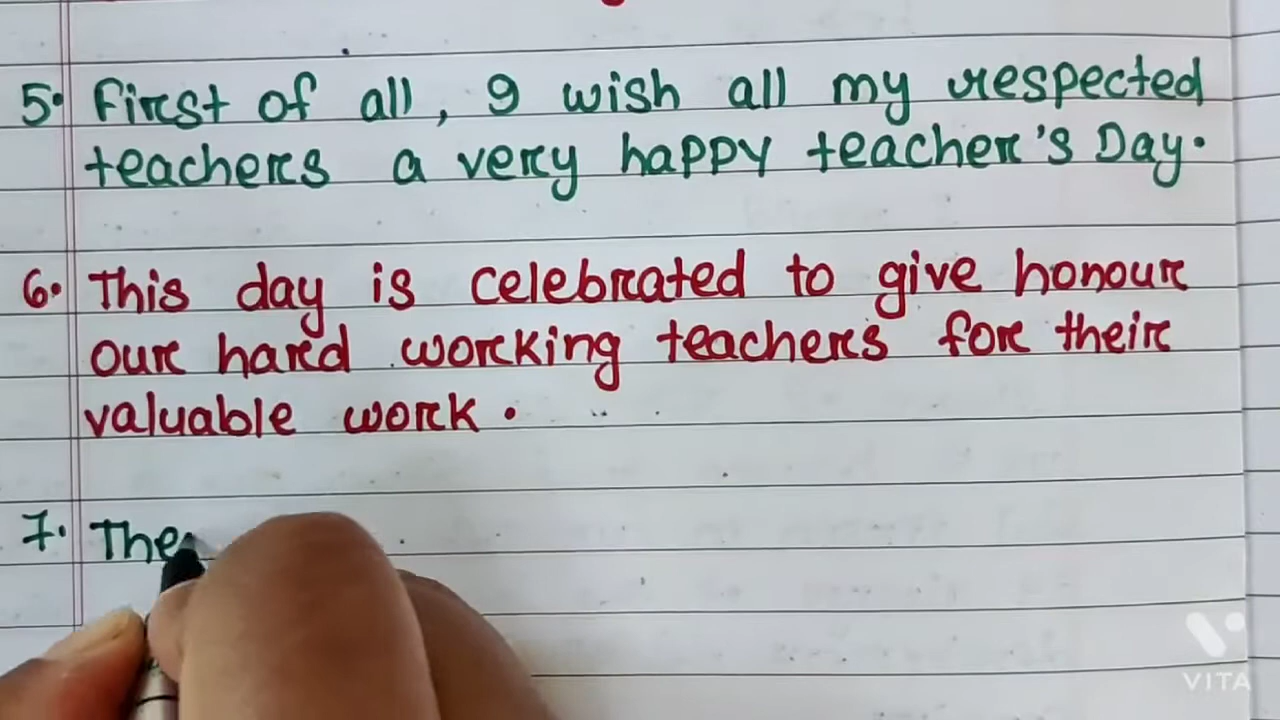 5. First of all, I wish all my respected
teachers a very happy teacher's Day.
6. This day is celebrated to give honour
our hard working teachers for their
valuable work.
7. The
VITA